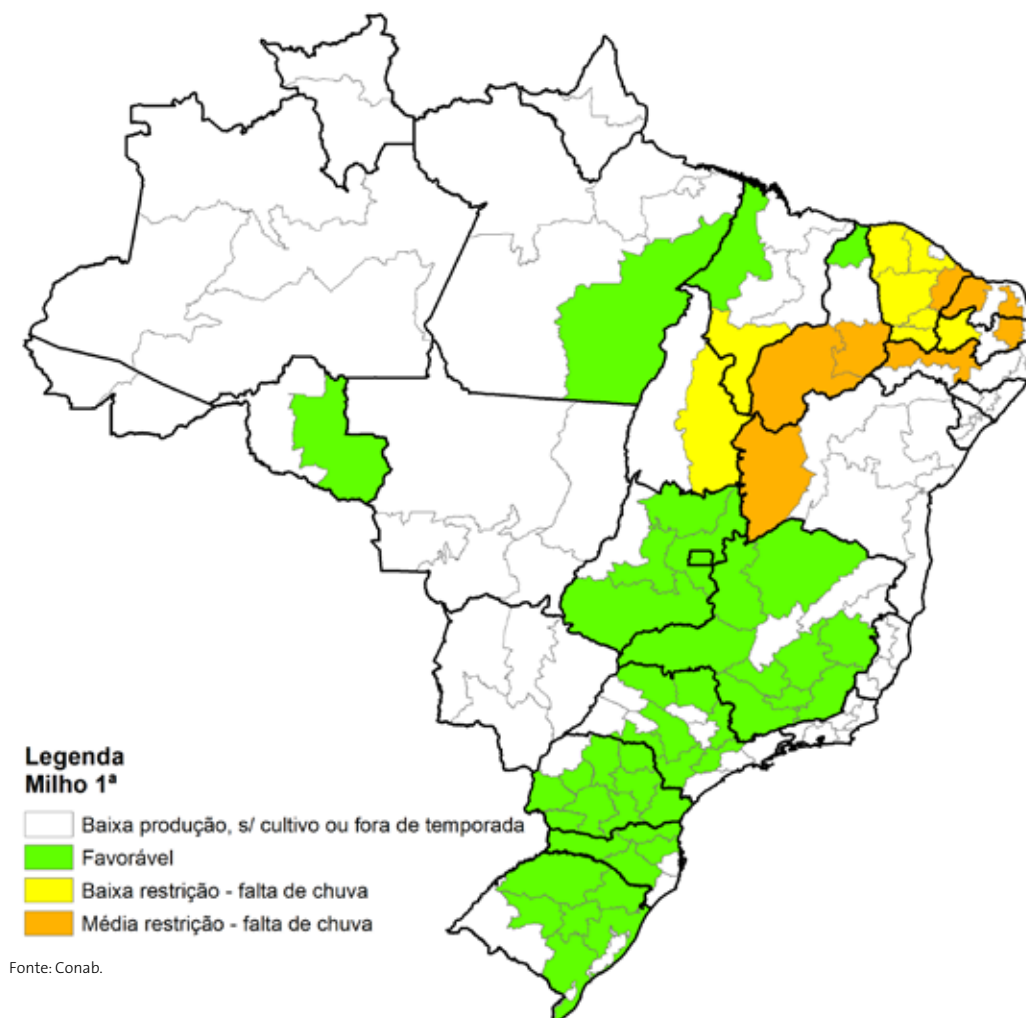 Legenda
Milho 1ª
Baixa produção, s/ cultivo ou fora de temporada
Favorável
Baixa restrição - falta de chuva
Média restrição - falta de chuva
Fonte: Conab.